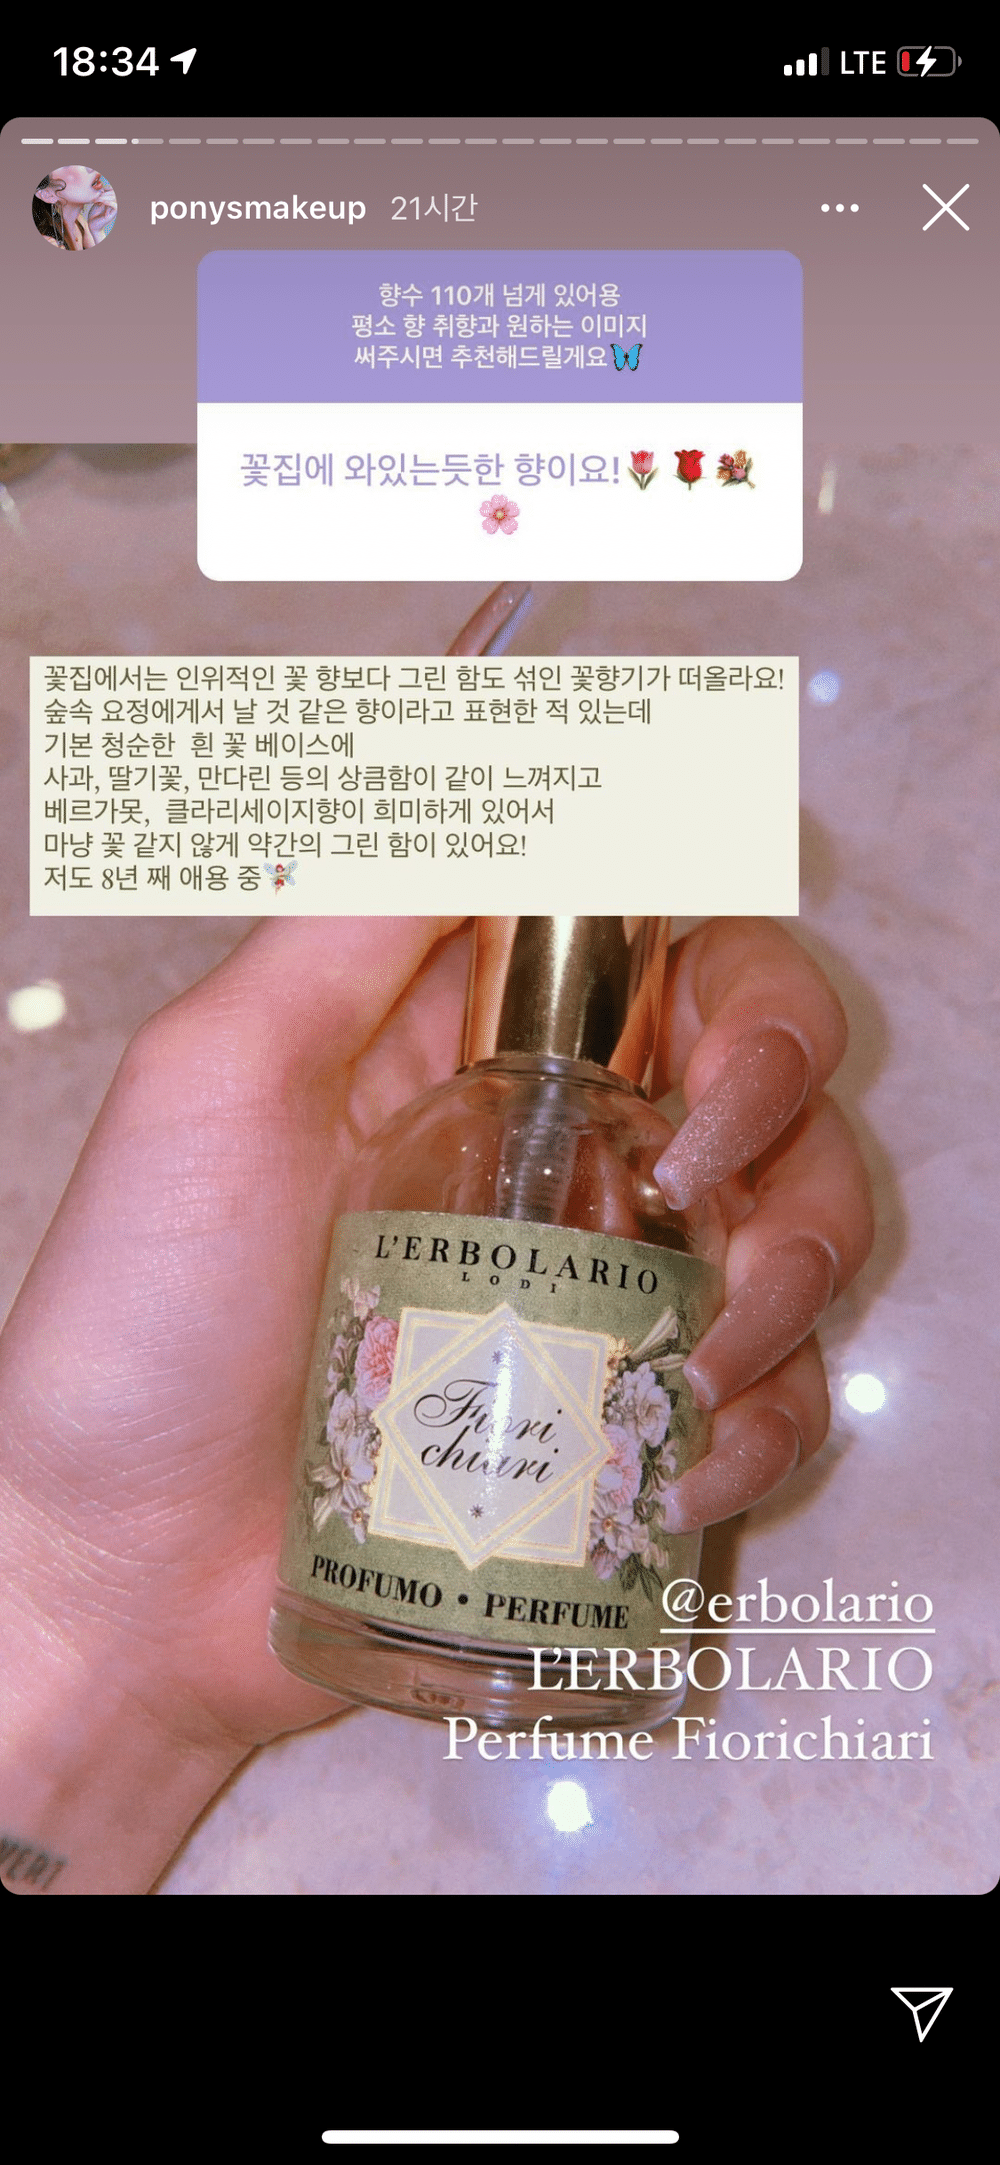 18:34
LTE
ponysmakeup 21시간
향수 110개 넘게 있어용
평소 향 취향과 원하는 이미지
써주시면 추천해드릴게요🦋
꽃집에 와있는듯한 향이요!🌷🌹💐
🌸
꽃집에서는 인위적인 꽃 향보다 그린 함도 섞인 꽃향기가 떠올라요!
숲속 요정에게서 날 것 같은 향이라고 표현한 적 있는데
기본 청순한 흰 꽃 베이스에
사과, 딸기꽃, 만다린 등의 상큼함이 같이 느껴지고
베르가못, 클라리세이지향이 희미하게 있어서
마냥 꽃 같지 않게 약간의 그린 함이 있어요!
저도 8년 째 애용 중🧚
L'ERBOLARIO
LODI
Fiori
chiari
PROFUMO • PERFUME
@erbolario
L'ERBOLARIO
Perfume Fiorichiari